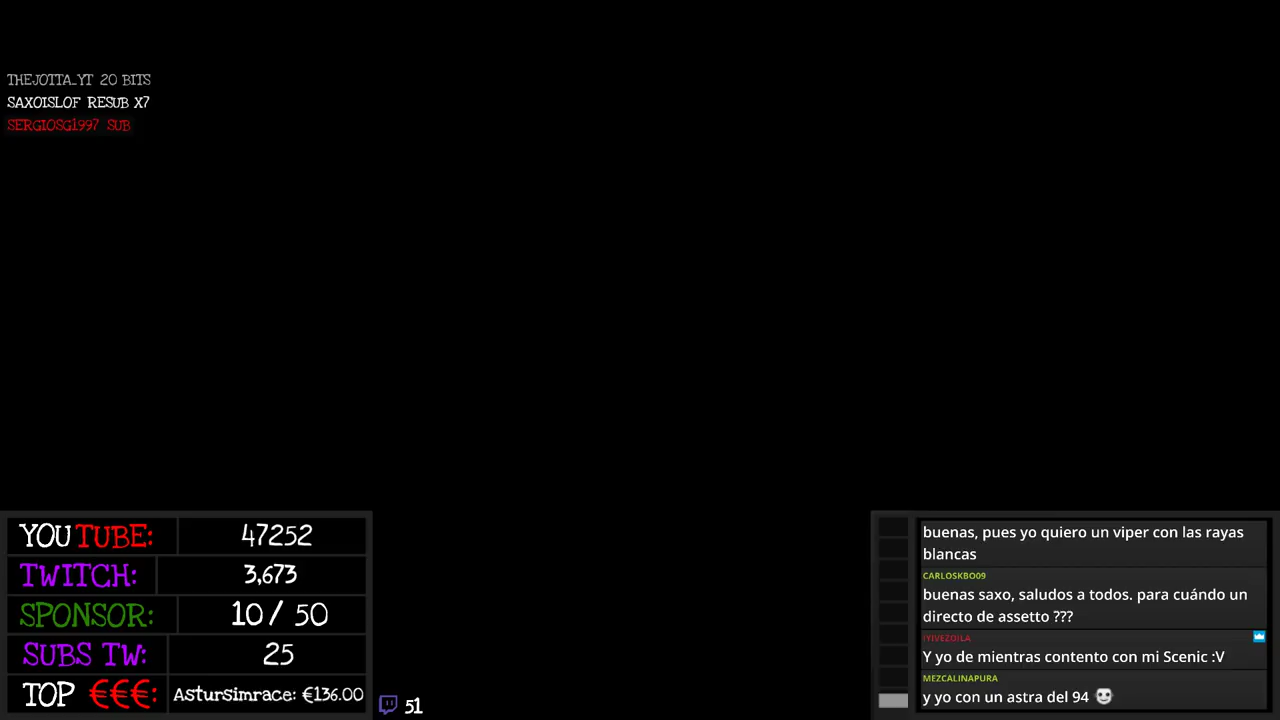 THEJOTTA_YT 20 BITS
SAXOISLOF RESUB X7
SERGIOSG1997 SUB
YOUTUBE: 47252
TWITCH: 3,673
SPONSOR: 10 / 50
SUBS TW: 25
TOP €€€: Astursimrace: €136.00
51
buenas, pues yo quiero un viper con las rayas
blancas
CARLOSKBO09
buenas saxo, saludos a todos. para cuándo un
directo de assetto ???
Y yo de mientras contento con mi Scenic :V
MEZCALINAPURA
y yo con un astra del 94